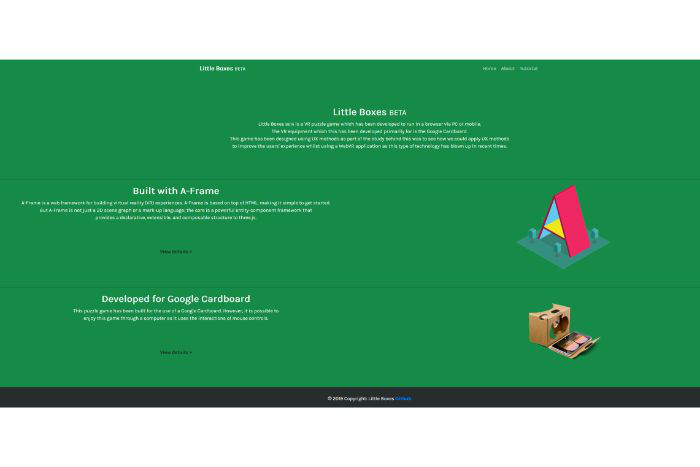 Little Boxes BETA
Home About Tutorial
Little Boxes BETA
Little Boxes BETA is a VR puzzle game which has been developed to run in a browser via PC or mobile.
The VR equipment which this has been developed primarily for is the Google Cardboard.
This game has been designed using UX methods as part of the study behind this was to see how we could apply UX methods
to improve the users' experience whilst using a WebVR application as this type of technology has blown up in recent times.
Built with A-Frame
A-Frame is a web framework for building virtual reality (VR) experiences. A-Frame is based on top of HTML, making it simple to get started.
But A-Frame is not just a 3D scene graph or a mark-up language; the core is a powerful entity-component framework that
provides a declarative, extensible, and composable structure to three.js.
View details »
Developed for Google Cardboard
This puzzle game has been built for the use of a Google Cardboard. However, it is possible to
enjoy this game through a computer as it uses the interactions of mouse controls.
View details »
© 2019 Copyright: Little Boxes Github